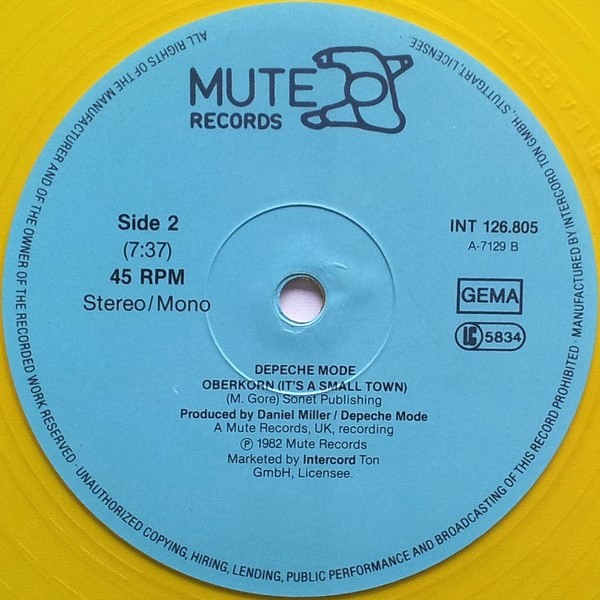 MUTE
RECORDS
Side 2
(7:37)
45 RPM
Stereo/Mono
INT 126.805
A-7129 B
GEMA
LC 5834
DEPECHE MODE
OBERKORN (IT'S A SMALL TOWN)
(M. Gore) Sonet Publishing
Produced by Daniel Miller / Depeche Mode
A Mute Records, UK, recording
Ⓟ 1982 Mute Records
Marketed by Intercord Ton
GmbH, Licensee.
ALL RIGHTS OF THE MANUFACTURER AND OF THE OWNER OF THE RECORDED WORK RESERVED · UNAUTHORIZED COPYING, HIRING, LENDING, PUBLIC PERFORMANCE AND BROADCASTING OF THIS RECORD PROHIBITED · MANUFACTURED BY INTERCORD TON GMBH, STUTTGART, LICENSEE.